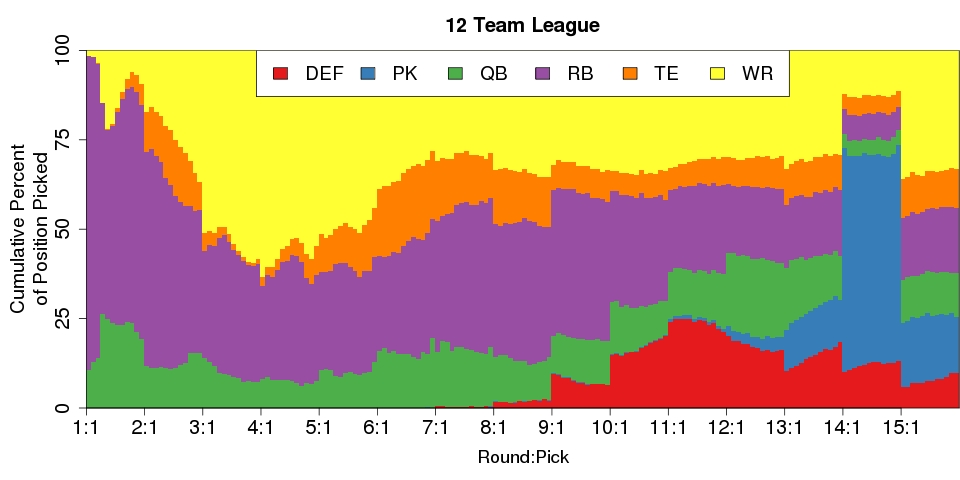 12 Team League
DEF PK QB RB TE WR
Cumulative Percent
of Position Picked
100
75
50
25
0
1:1 2:1 3:1 4:1 5:1 6:1 7:1 8:1 9:1 10:1 11:1 12:1 13:1 14:1 15:1
Round:Pick